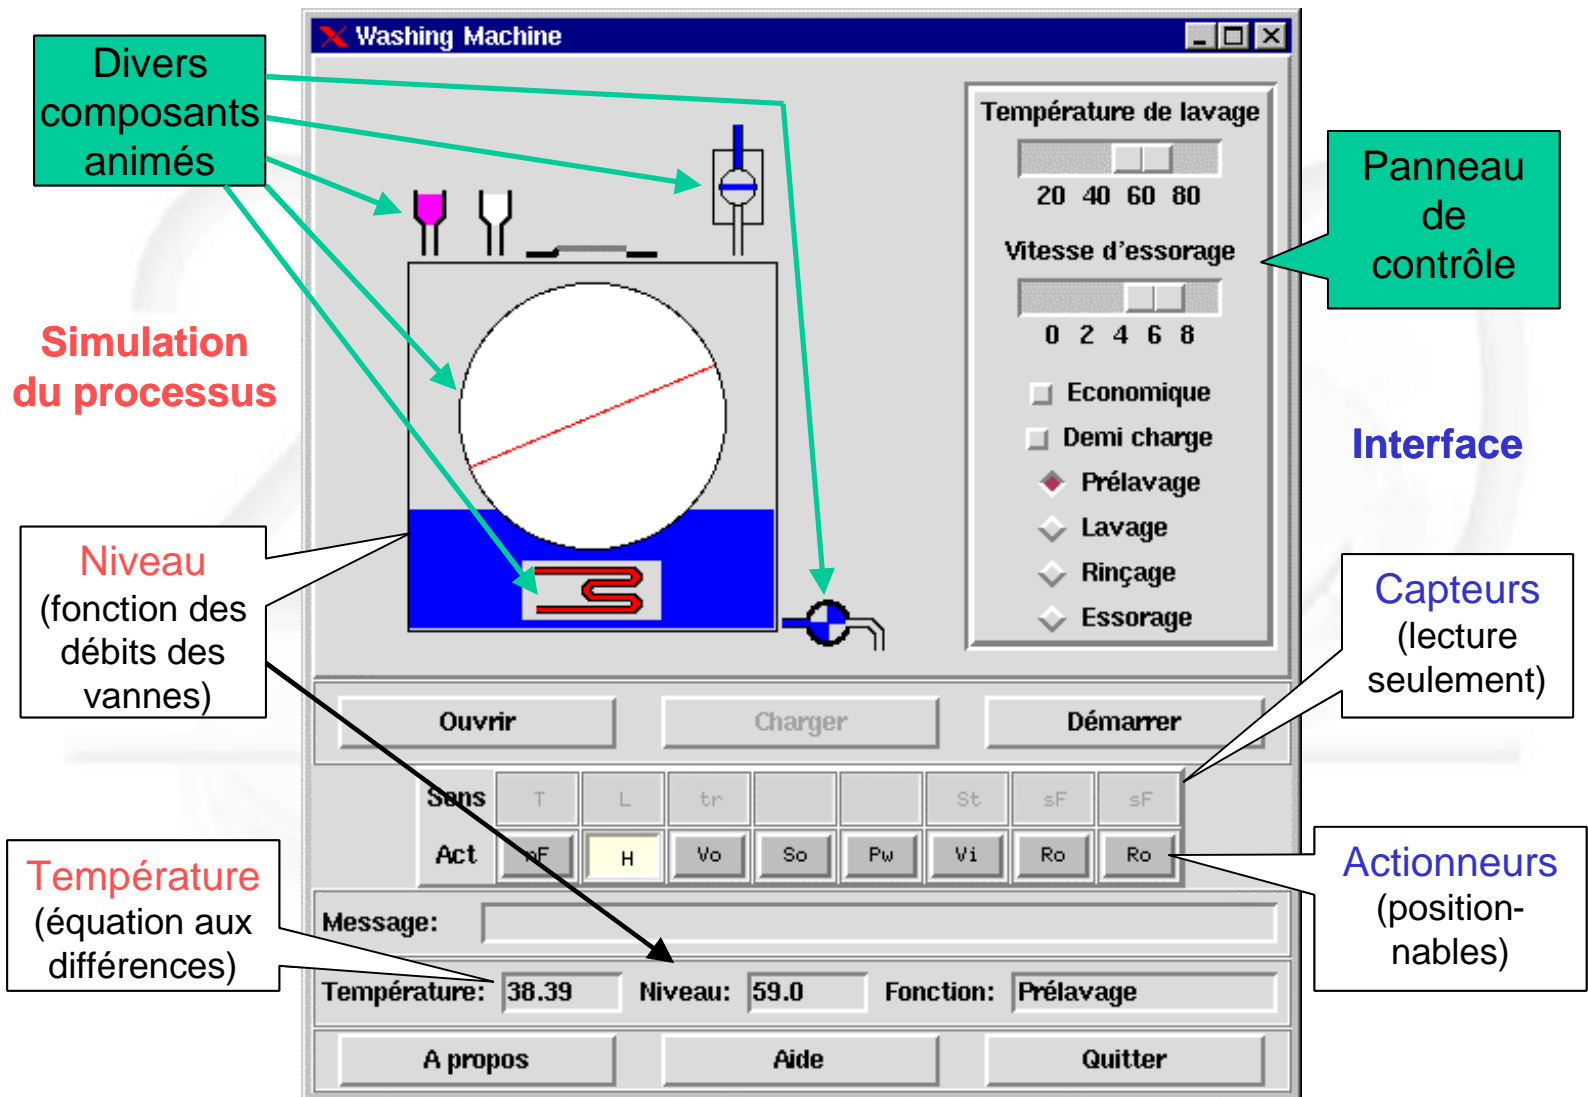 Washing Machine
Divers
composants
animés
Température de lavage
20 40 60 80
Vitesse d'essorage
0 2 4 6 8
Economique
Demi charge
Prélavage
Lavage
Rinçage
Essorage
Panneau
de
contrôle
Simulation
du processus
Interface
Niveau
(fonction des
débits des
vannes)
Capteurs
(lecture
seulement)
Ouvrir Charger Démarrer
Sens T L tr St sF sF
Act nF H Vo So Pw Vi Ro Ro
Température
(équation aux
différences)
Actionneurs
(position-
nables)
Message:
Température: 38.39 Niveau: 59.0 Fonction: Prélavage
A propos Aide Quitter